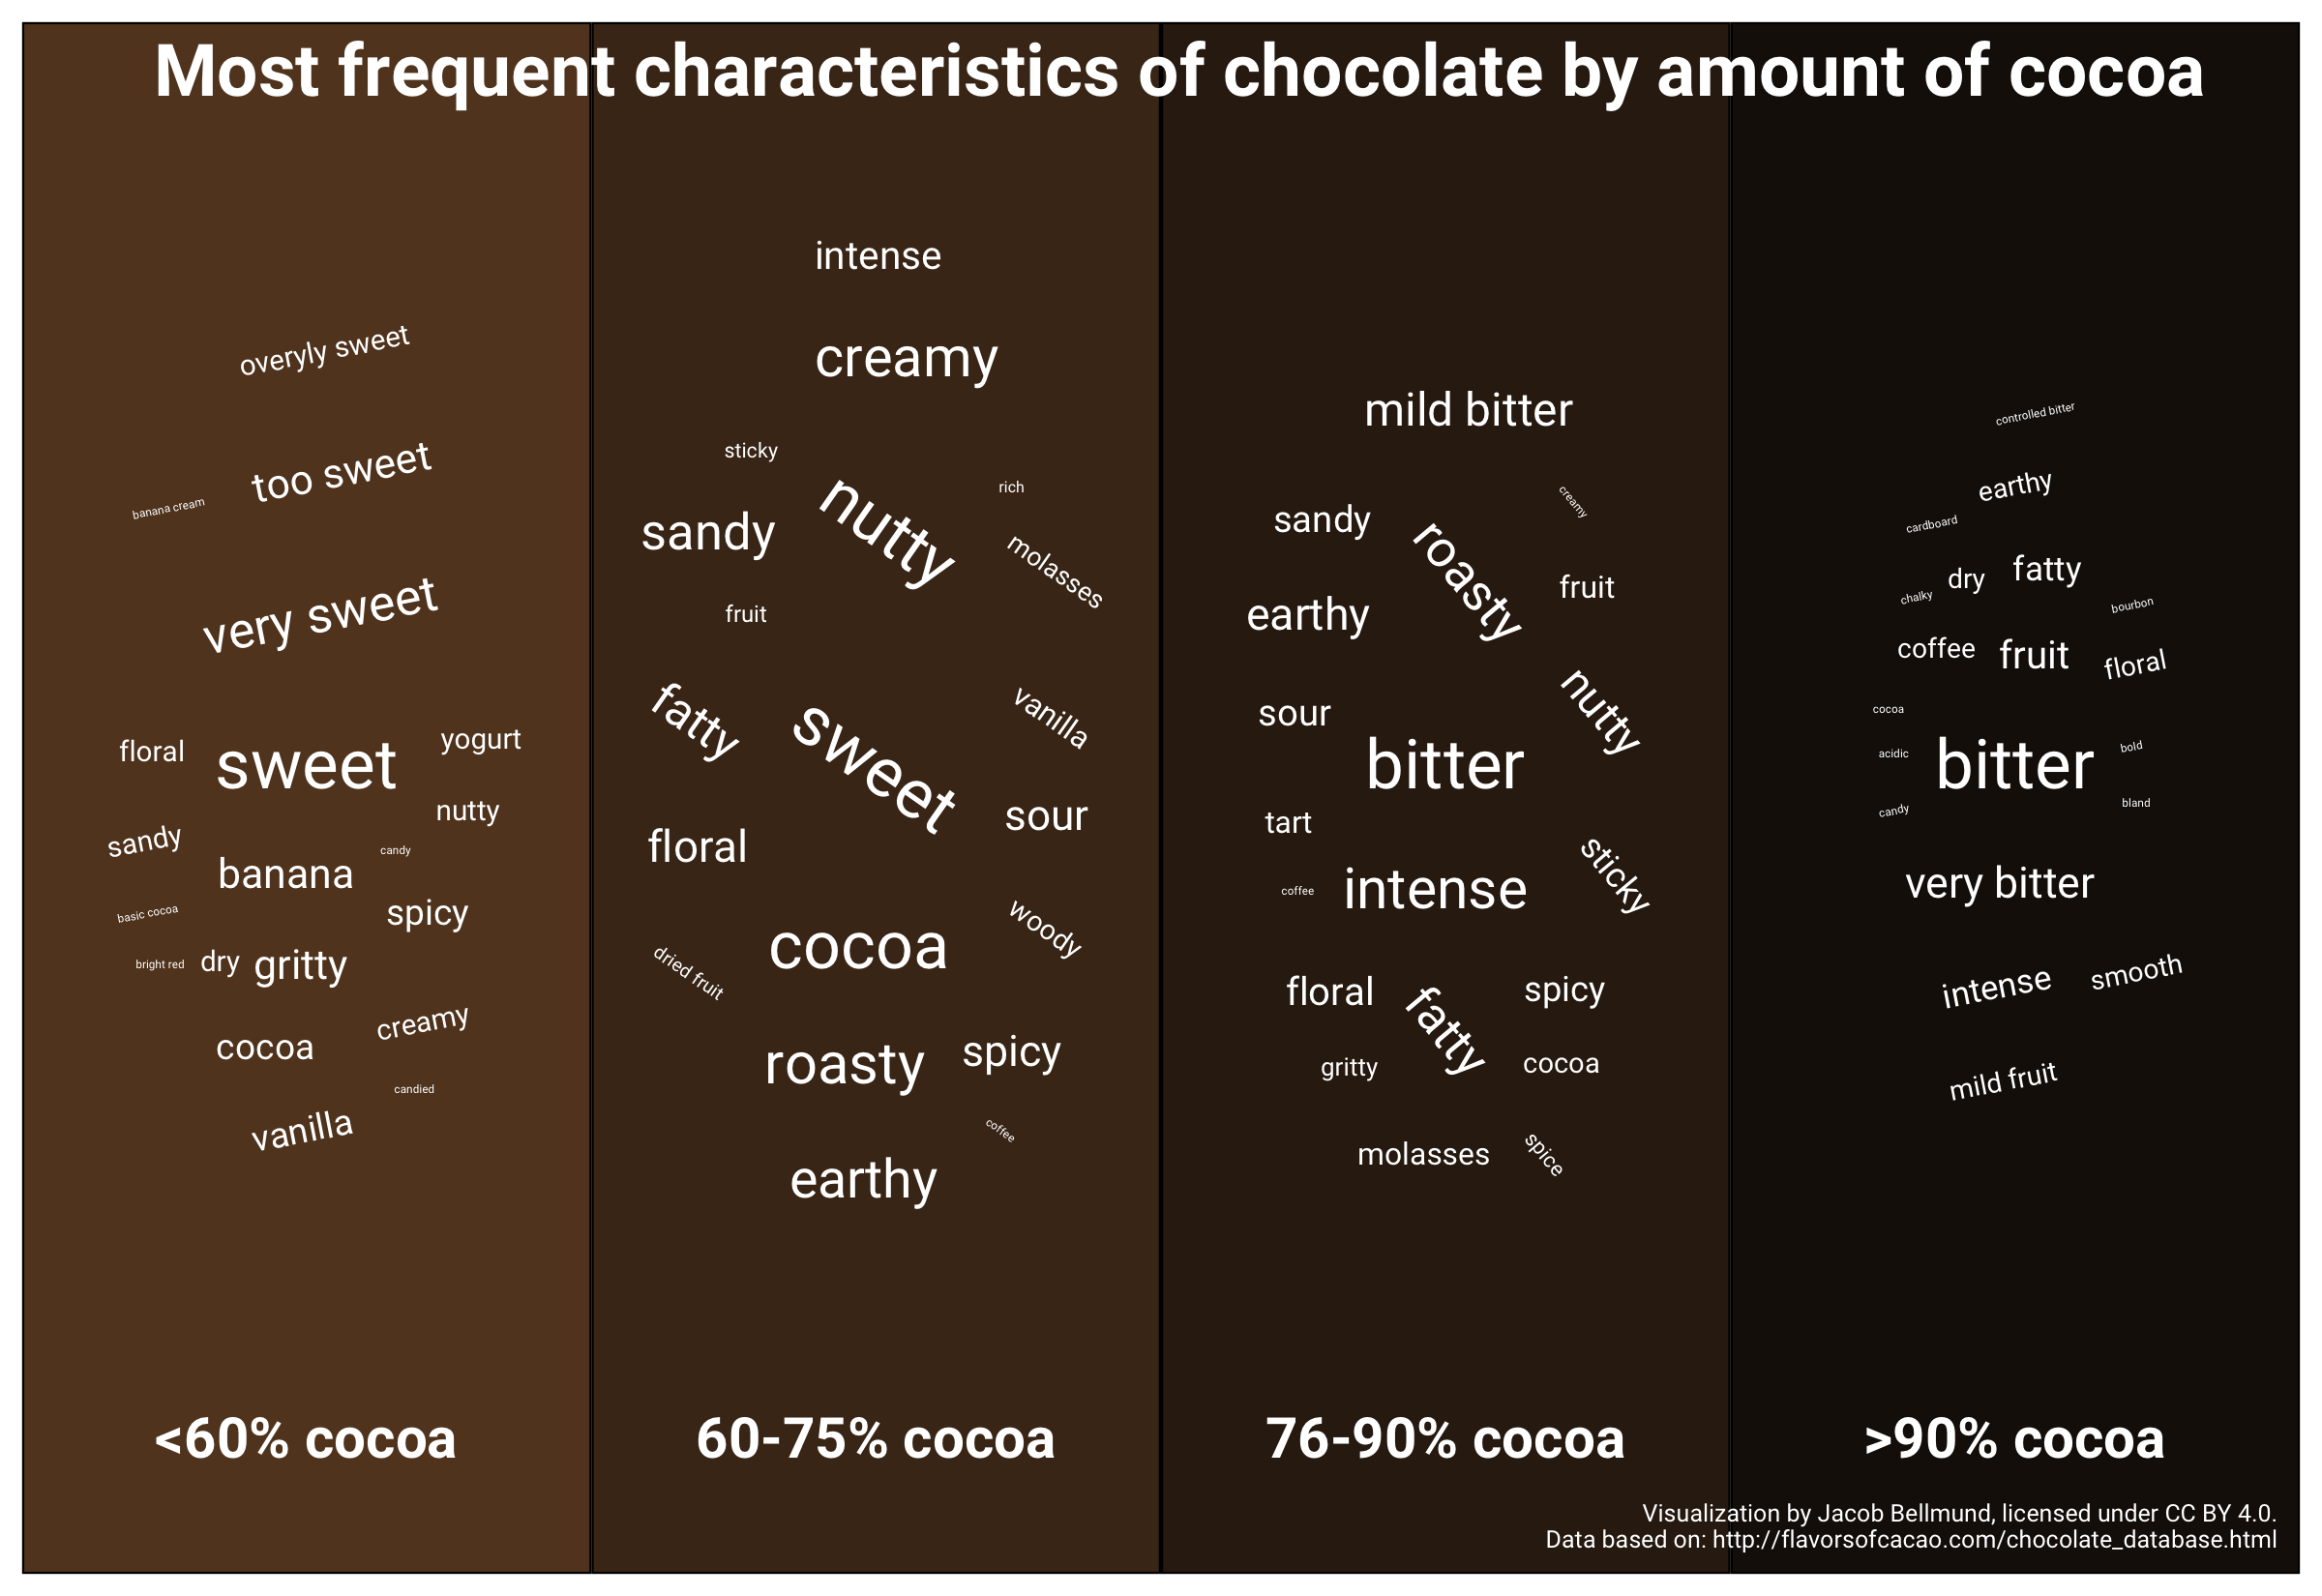 Most frequent characteristics of chocolate by amount of cocoa
overyly sweet
too sweet
banana cream
very sweet
floral
sweet
yogurt
nutty
sandy
candy
banana
basic cocoa
spicy
bright red
dry
gritty
creamy
cocoa
candied
vanilla
<60% cocoa
intense
creamy
sticky
rich
nutty
sandy
molasses
fruit
fatty
vanilla
sweet
sour
floral
woody
cocoa
dried fruit
roasty
spicy
coffee
earthy
60-75% cocoa
mild bitter
creamy
sandy
roasty
fruit
earthy
nutty
sour
bitter
tart
sticky
coffee
intense
floral
spicy
fatty
gritty
cocoa
molasses
spice
76-90% cocoa
controlled bitter
earthy
cardboard
dry
fatty
chalky
bourbon
coffee
fruit
floral
cocoa
acidic
bitter
bold
candy
bland
very bitter
intense
smooth
mild fruit
>90% cocoa
Visualization by Jacob Bellmund, licensed under CC BY 4.0.
Data based on: http://flavorsofcacao.com/chocolate_database.html